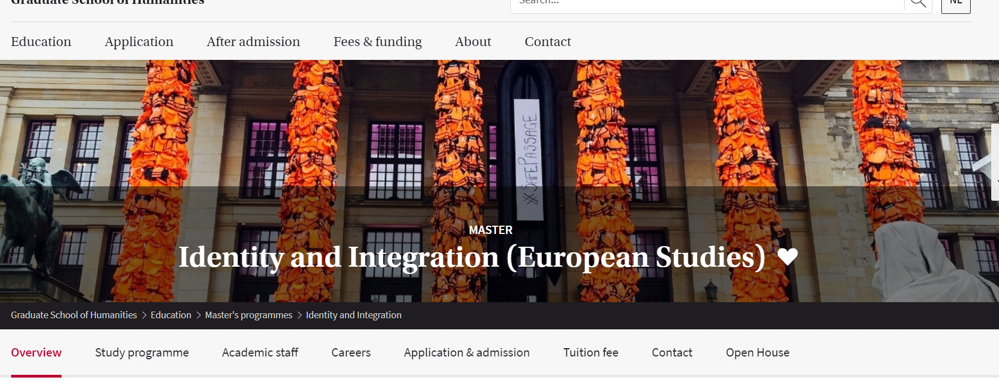 Graduate School of Humanities
Search...
NL
Education Application After admission Fees & funding About Contact
#SAFEPASSAGE
MASTER
Identity and Integration (European Studies)
Graduate School of Humanities > Education > Master's programmes > Identity and Integration
Overview Study programme Academic staff Careers Application & admission Tuition fee Contact Open House